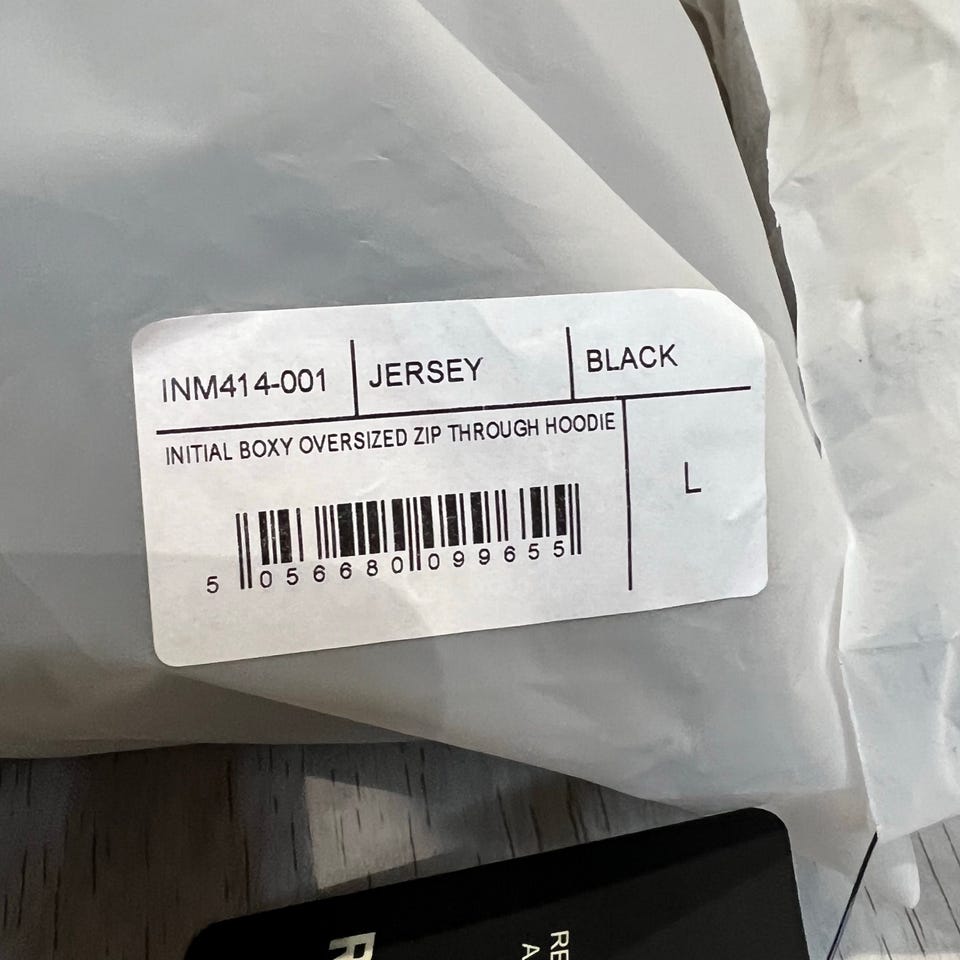 INM414-001 JERSEY BLACK
INITIAL BOXY OVERSIZED ZIP THROUGH HOODIE
L
5 056680 099655